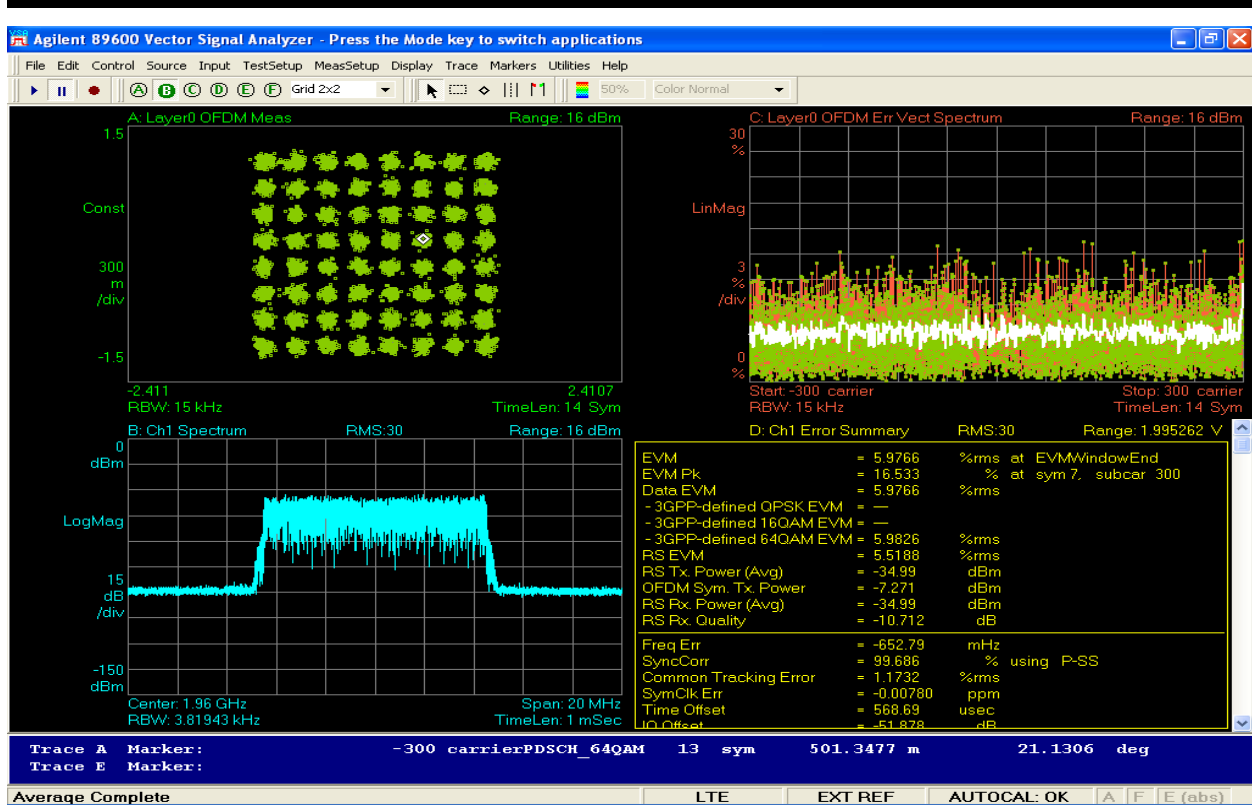 Agilent 89600 Vector Signal Analyzer - Press the Mode key to switch applications
File Edit Control Source Input TestSetup MeasSetup Display Trace Markers Utilities Help
A B C D E F Grid 2x2 50% Color Normal
A: Layer0 OFDM Meas Range: 16 dBm
1.5
Const
300
m
/div
-1.5
-2.411 2.4107
RBW: 15 kHz TimeLen: 14 Sym
C: Layer0 OFDM Err Vect Spectrum Range: 16 dBm
30
%
LinMag
3
%
/div
0
%
Start: -300 carrier Stop: 300 carrier
RBW: 15 kHz TimeLen: 14 Sym
B: Ch1 Spectrum RMS:30 Range: 16 dBm
0
dBm
LogMag
15
dB
/div
-150
dBm
Center: 1.96 GHz Span: 20 MHz
RBW: 3.81943 kHz TimeLen: 1 mSec
D: Ch1 Error Summary RMS:30 Range: 1.995262 V
EVM = 5.9766 %rms at EVMWindowEnd
EVM Pk = 16.533 % at sym 7, subcar 300
Data EVM = 5.9766 %rms
- 3GPP-defined QPSK EVM = —
- 3GPP-defined 16QAM EVM = —
- 3GPP-defined 64QAM EVM = 5.9826 %rms
RS EVM = 5.5188 %rms
RS Tx. Power (Avg) = -34.99 dBm
OFDM Sym. Tx. Power = -7.271 dBm
RS Rx. Power (Avg) = -34.99 dBm
RS Rx. Quality = -10.712 dB
Freq Err = -652.79 mHz
SyncCorr = 99.686 % using P-SS
Common Tracking Error = 1.1732 %rms
SymClk Err = -0.00780 ppm
Time Offset = 568.69 usec
IQ Offset = -51.878 dB
Trace A Marker: -300 carrierPDSCH_64QAM 13 sym 501.3477 m 21.1306 deg
Trace E Marker:
Average Complete LTE EXT REF AUTOCAL: OK A F E (abs)